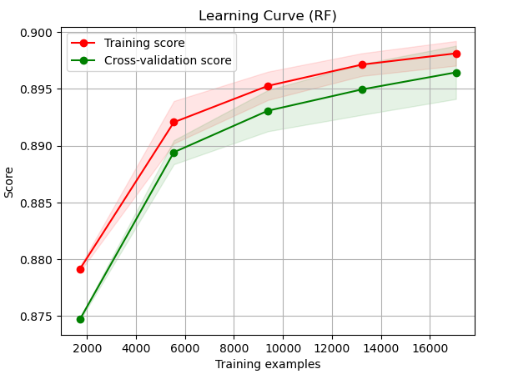 Learning Curve (RF)
Training score
Cross-validation score
0.900
0.895
0.890
0.885
0.880
0.875
Score
2000 4000 6000 8000 10000 12000 14000 16000
Training examples